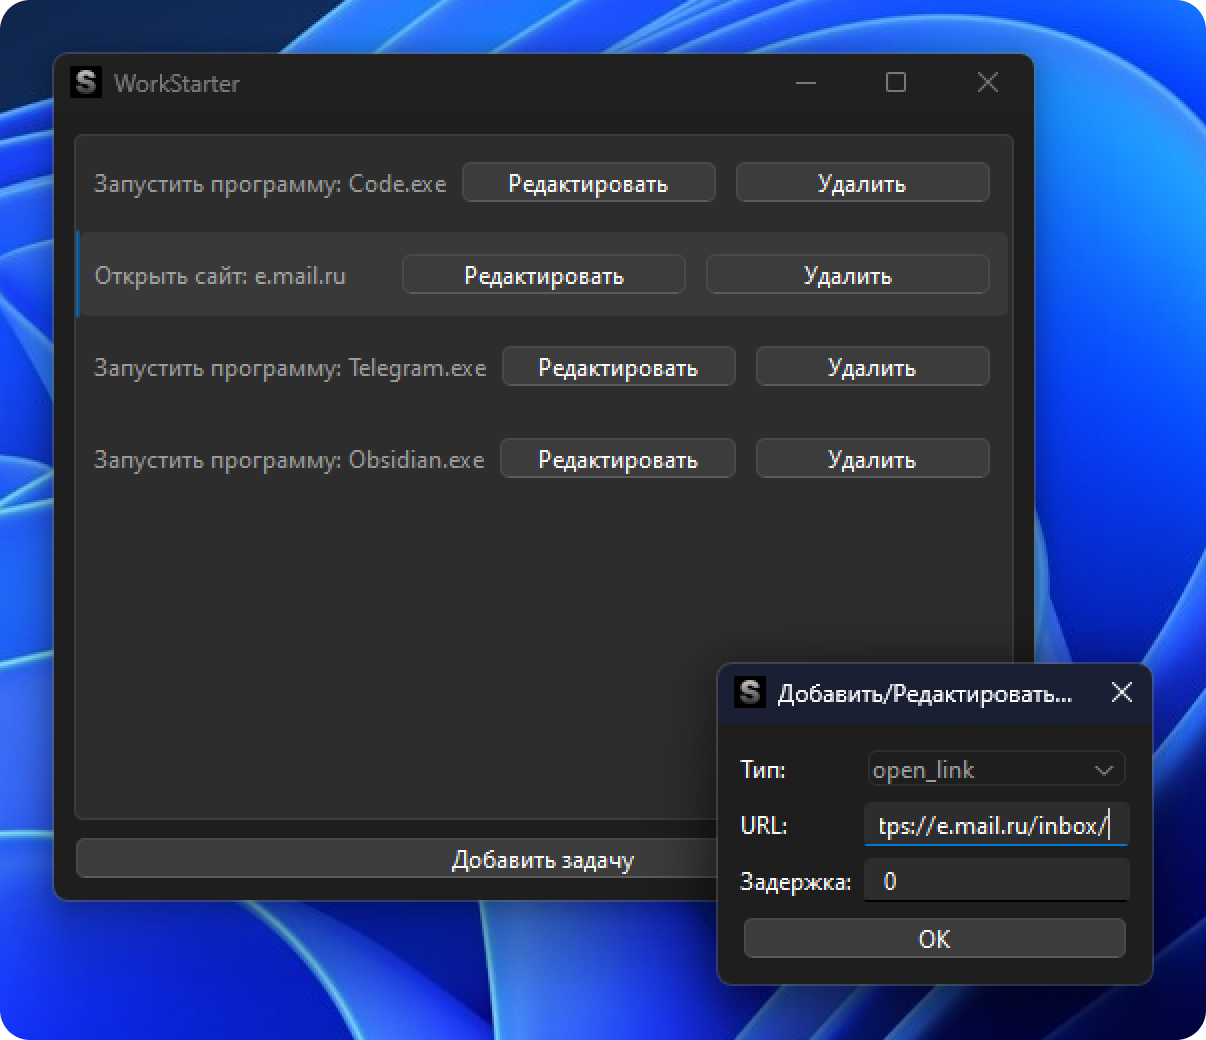 S WorkStarter
Запустить программу: Code.exe Редактировать Удалить
Открыть сайт: e.mail.ru Редактировать Удалить
Запустить программу: Telegram.exe Редактировать Удалить
Запустить программу: Obsidian.exe Редактировать Удалить
Добавить задачу
S Добавить/Редактировать...
Тип: open_link
URL: tps://e.mail.ru/inbox/
Задержка: 0
OK